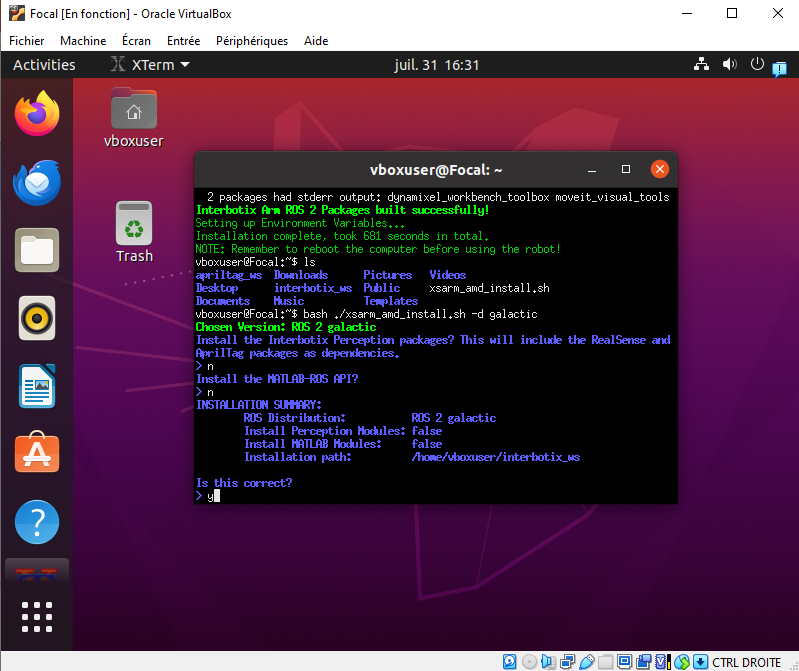 Focal [En fonction] - Oracle VirtualBox
Fichier Machine Écran Entrée Périphériques Aide
Activities XTerm juil. 31 16:31
vboxuser
Trash
vboxuser@Focal: ~
2 packages had stderr output: dynamixel_workbench_toolbox moveit_visual_tools
Interbotix Arm ROS 2 Packages built successfully!
Setting up Environment Variables...
Installation complete, took 681 seconds in total.
NOTE: Remember to reboot the computer before using the robot!
vboxuser@Focal:~$ ls
apriltag_ws Downloads Pictures Videos
Desktop interbotix_ws Public xsarm_amd_install.sh
Documents Music Templates
vboxuser@Focal:~$ bash ./xsarm_amd_install.sh -d galactic
Chosen Version: ROS 2 galactic
Install the Interbotix Perception packages? This will include the RealSense and
AprilTag packages as dependencies.
> n
Install the MATLAB-ROS API?
> n
INSTALLATION SUMMARY:
ROS Distribution: ROS 2 galactic
Install Perception Modules: false
Install MATLAB Modules: false
Installation path: /home/vboxuser/interbotix_ws
Is this correct?
> y
CTRL DROITE